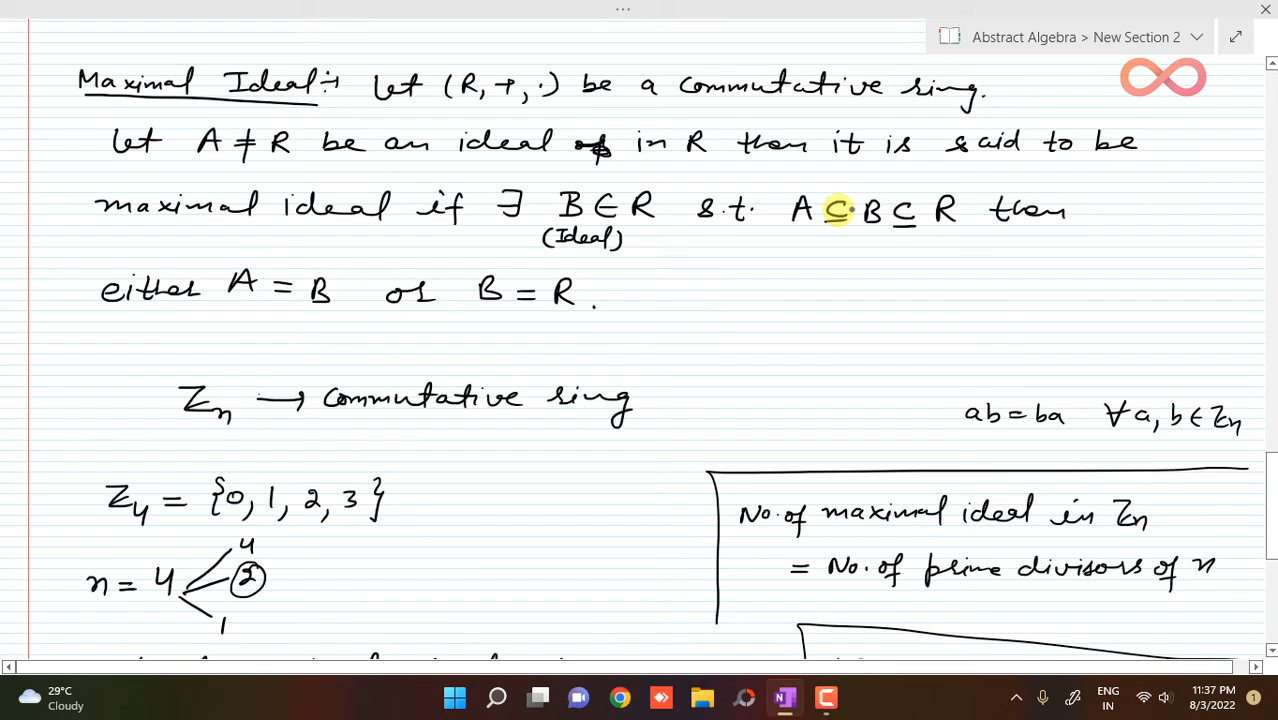 Abstract Algebra > New Section 2
Maximal Ideal :- Let (R, +, ·) be a commutative ring.
Let A ≠ R be an ideal in R then it is said to be
maximal ideal if ∃ B ∈ R s.t. A ⊆ B ⊆ R then
(Ideal)
either A = B or B = R.
Zn → Commutative ring
ab = ba ∀ a, b ∈ Zn
Z4 = {0, 1, 2, 3}
No. of maximal ideal in Zn
= No. of prime divisors of n
4
n = 4 2
1
29°C
Cloudy
ENG
IN
11:37 PM
8/3/2022
1